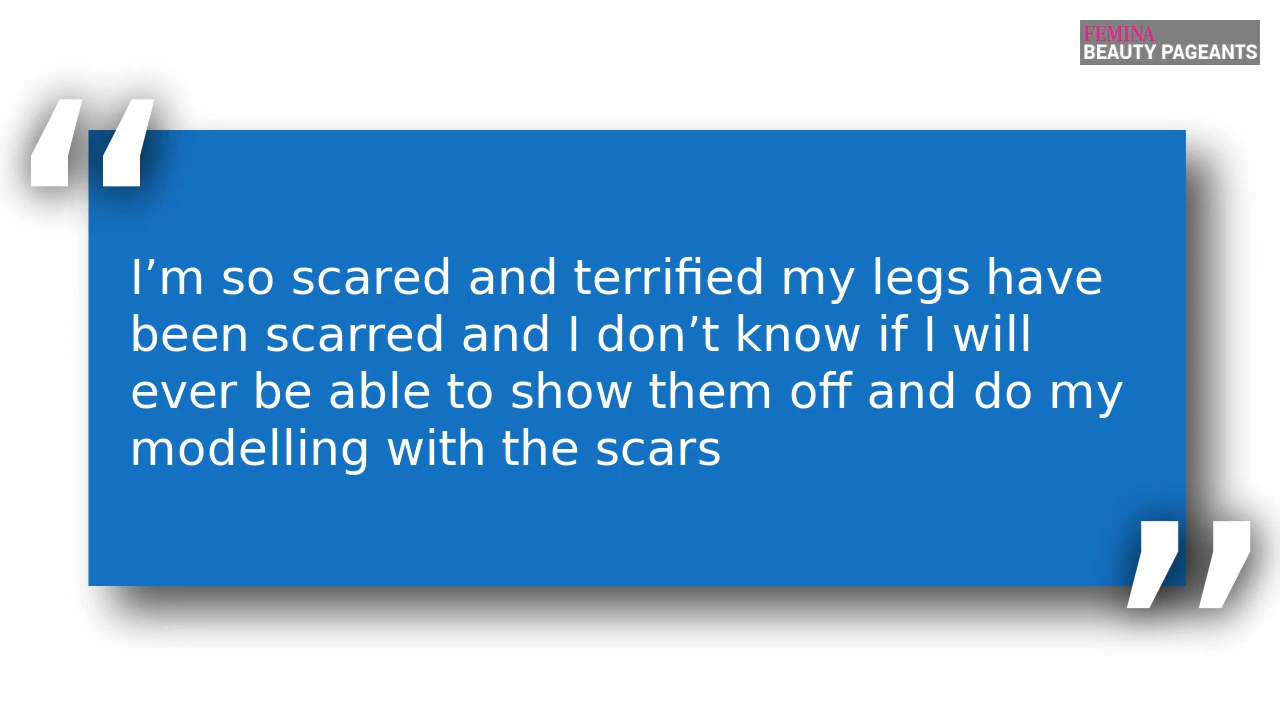 FEMINA
BEAUTY PAGEANTS
“
I’m so scared and terrified my legs have
been scarred and I don’t know if I will
ever be able to show them off and do my
modelling with the scars
”